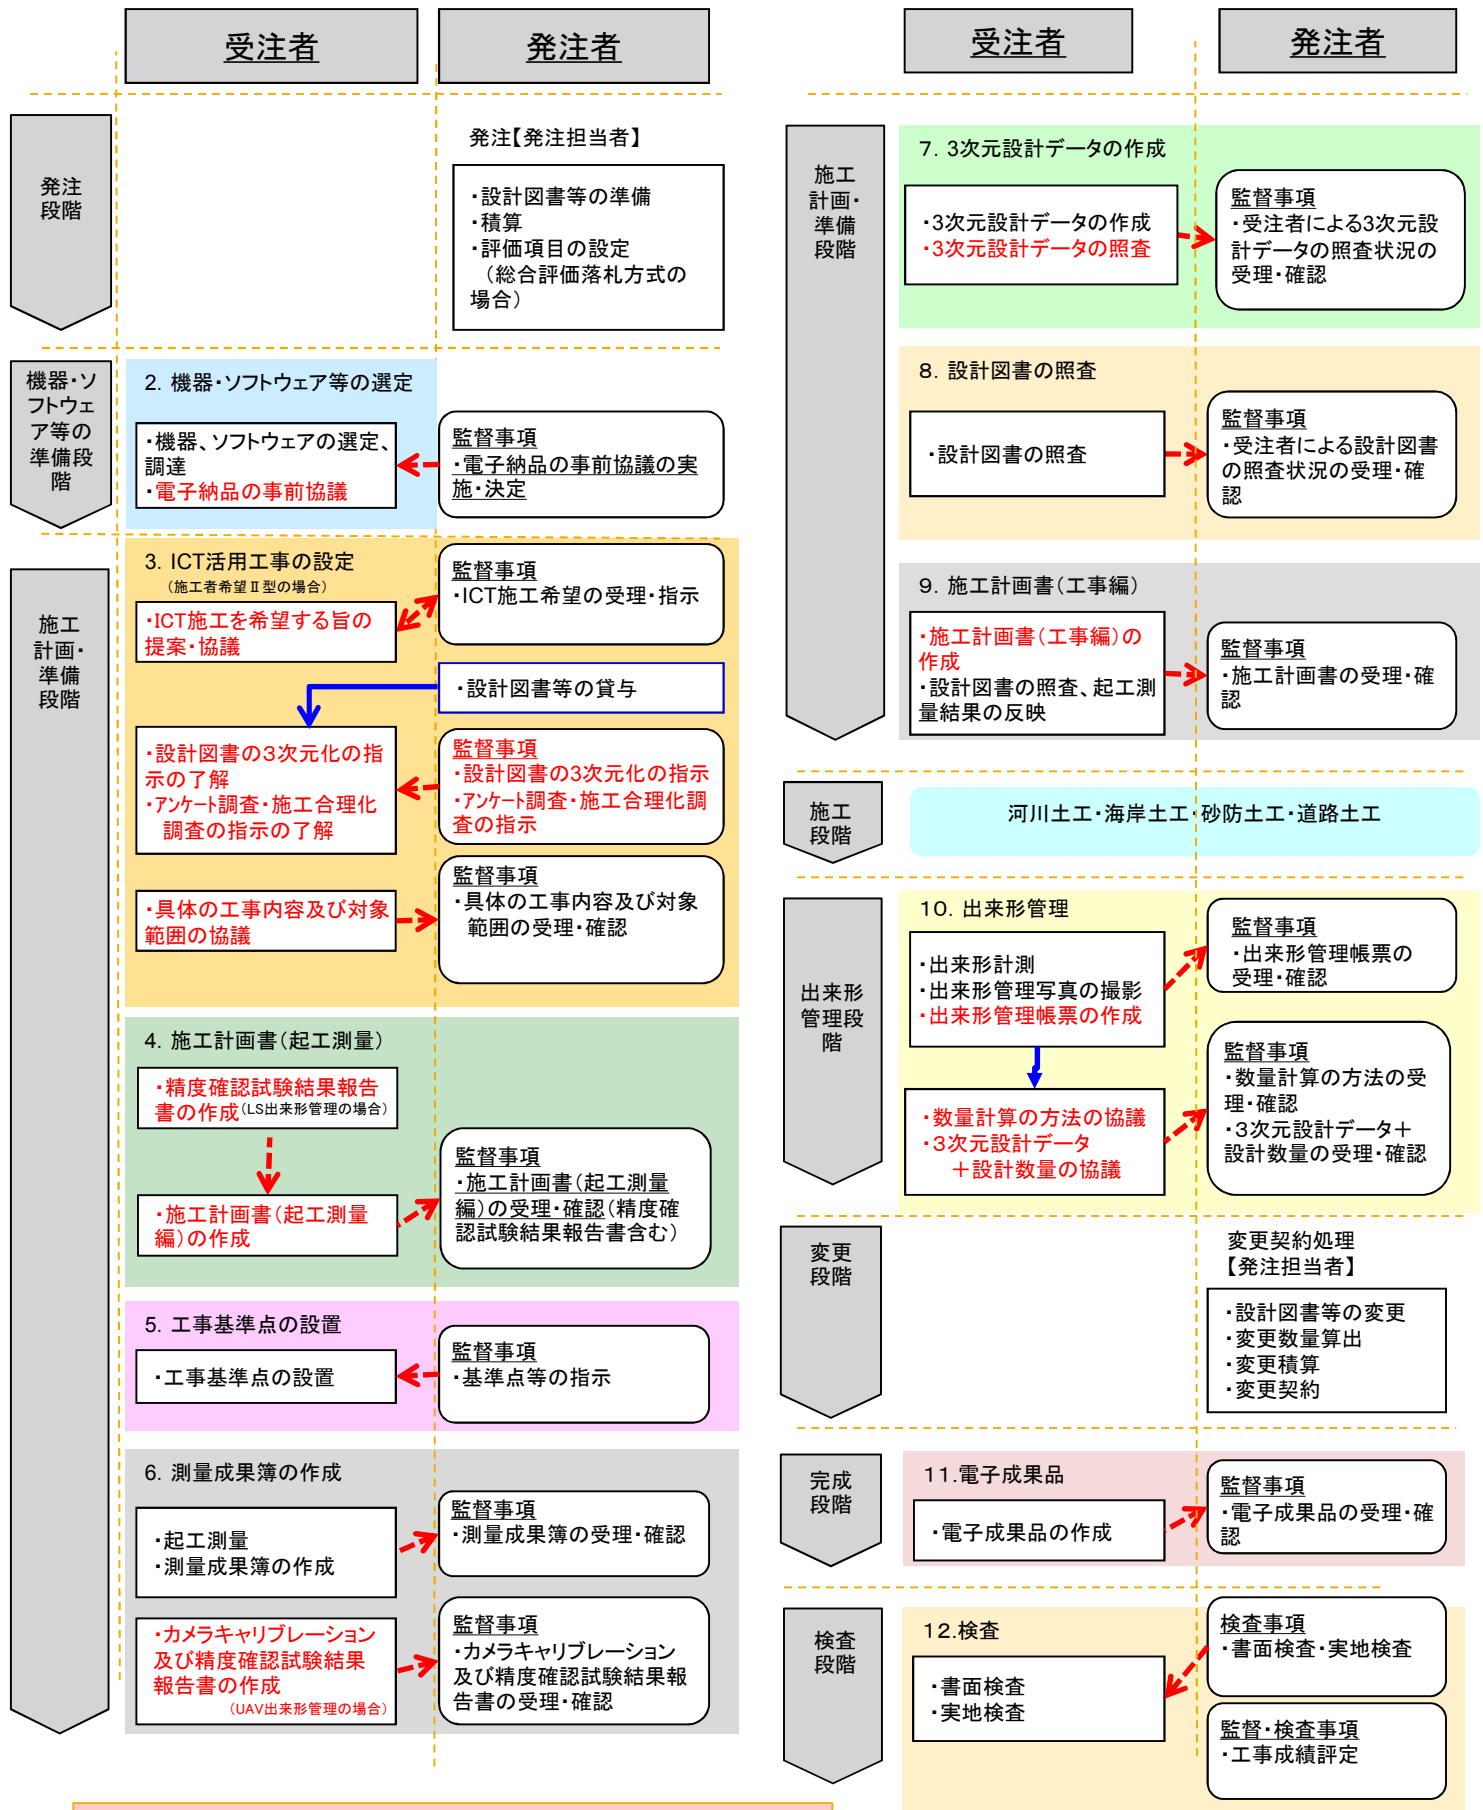 受注者
発注者
発注
段階
発注【発注担当者】
・設計図書等の準備
・積算
・評価項目の設定
（総合評価落札方式の
場合）
機器・ソ
フトウェ
ア等の
準備段
階
2. 機器・ソフトウェア等の選定
・機器、ソフトウェアの選定、
調達
・電子納品の事前協議
監督事項
・電子納品の事前協議の実
施・決定
施工
計画・
準備
段階
3. ICT活用工事の設定
（施工者希望Ⅱ型の場合）
・ICT施工を希望する旨の
提案・協議
監督事項
・ICT施工希望の受理・指示
・設計図書等の貸与
・設計図書の3次元化の指
示の了解
・アンケート調査・施工合理化
調査の指示の了解
監督事項
・設計図書の3次元化の指示
・アンケート調査・施工合理化調
査の指示
・具体の工事内容及び対象
範囲の協議
監督事項
・具体の工事内容及び対象
範囲の受理・確認
4. 施工計画書（起工測量）
・精度確認試験結果報告
書の作成（LS出来形管理の場合）
・施工計画書（起工測量
編）の作成
監督事項
・施工計画書（起工測量
編）の受理・確認（精度確
認試験結果報告書含む）
5. 工事基準点の設置
・工事基準点の設置
監督事項
・基準点等の指示
6. 測量成果簿の作成
・起工測量
・測量成果簿の作成
監督事項
・測量成果簿の受理・確認
・カメラキャリブレーション
及び精度確認試験結果
報告書の作成
（UAV出来形管理の場合）
監督事項
・カメラキャリブレーション
及び精度確認試験結果報
告書の受理・確認
受注者
発注者
施工
計画・
準備
段階
7. 3次元設計データの作成
・3次元設計データの作成
・3次元設計データの照査
監督事項
・受注者による3次元設
計データの照査状況の
受理・確認
8. 設計図書の照査
・設計図書の照査
監督事項
・受注者による設計図書
の照査状況の受理・確
認
9. 施工計画書（工事編）
・施工計画書（工事編）の
作成
・設計図書の照査、起工測
量結果の反映
監督事項
・施工計画書の受理・確
認
施工
段階
河川土工・海岸土工・砂防土工・道路土工
出来形
管理段
階
10. 出来形管理
・出来形計測
・出来形管理写真の撮影
・出来形管理帳票の作成
監督事項
・出来形管理帳票の
受理・確認
・数量計算の方法の協議
・3次元設計データ
＋設計数量の協議
監督事項
・数量計算の方法の受
理・確認
・3次元設計データ＋
設計数量の受理・確認
変更
段階
変更契約処理
【発注担当者】
・設計図書等の変更
・変更数量算出
・変更積算
・変更契約
完成
段階
11.電子成果品
・電子成果品の作成
監督事項
・電子成果品の受理・確
認
検査
段階
12.検査
・書面検査
・実地検査
検査事項
・書面検査・実地検査
監督・検査事項
・工事成績評定